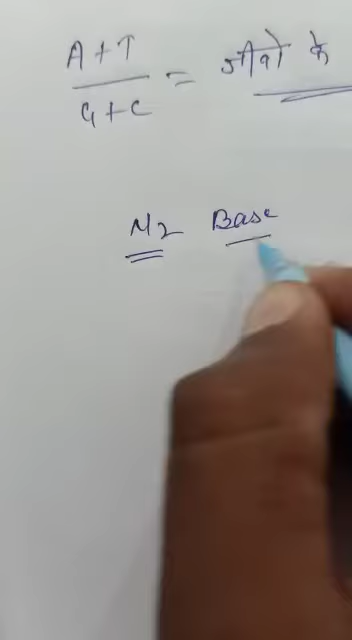 A+T
G+C = जीवो के
N2 Base